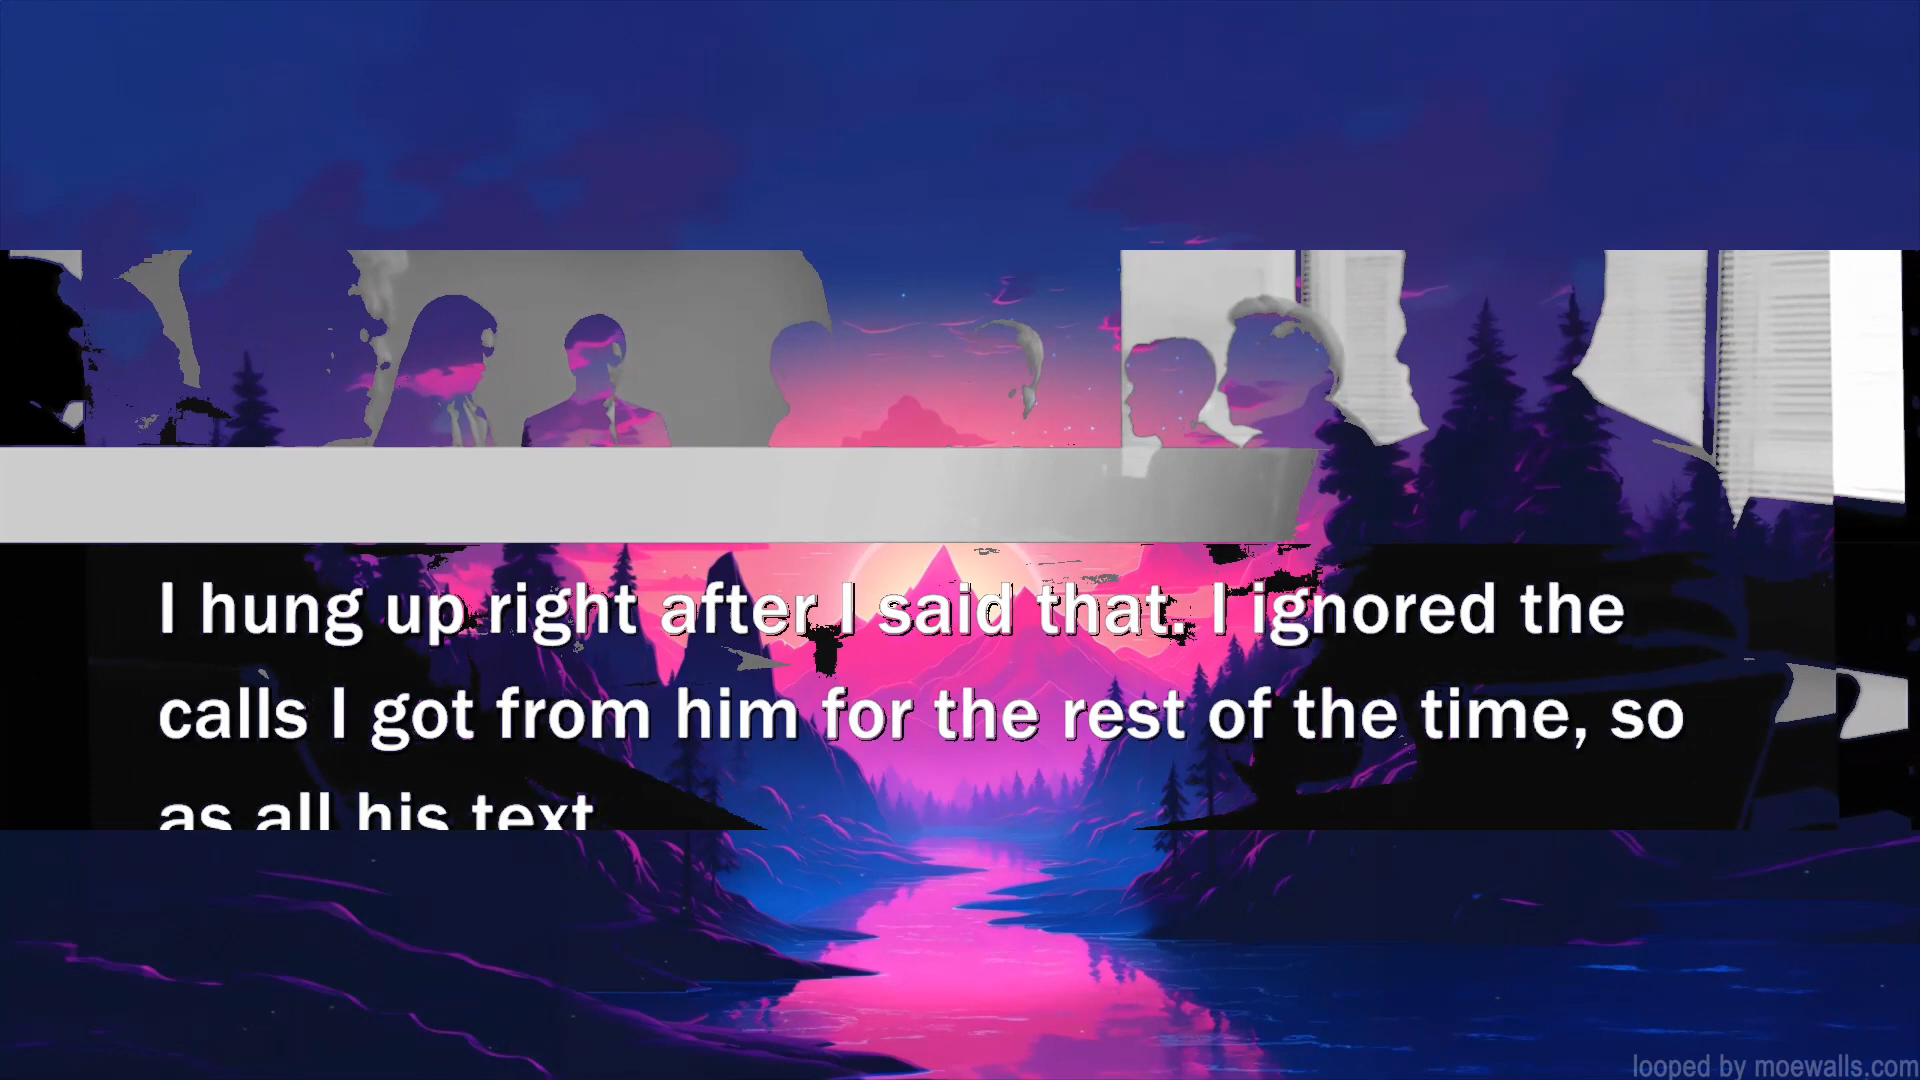 I hung up right after I said that. I ignored the
calls I got from him for the rest of the time, so
as all his text
looped by moewalls.com